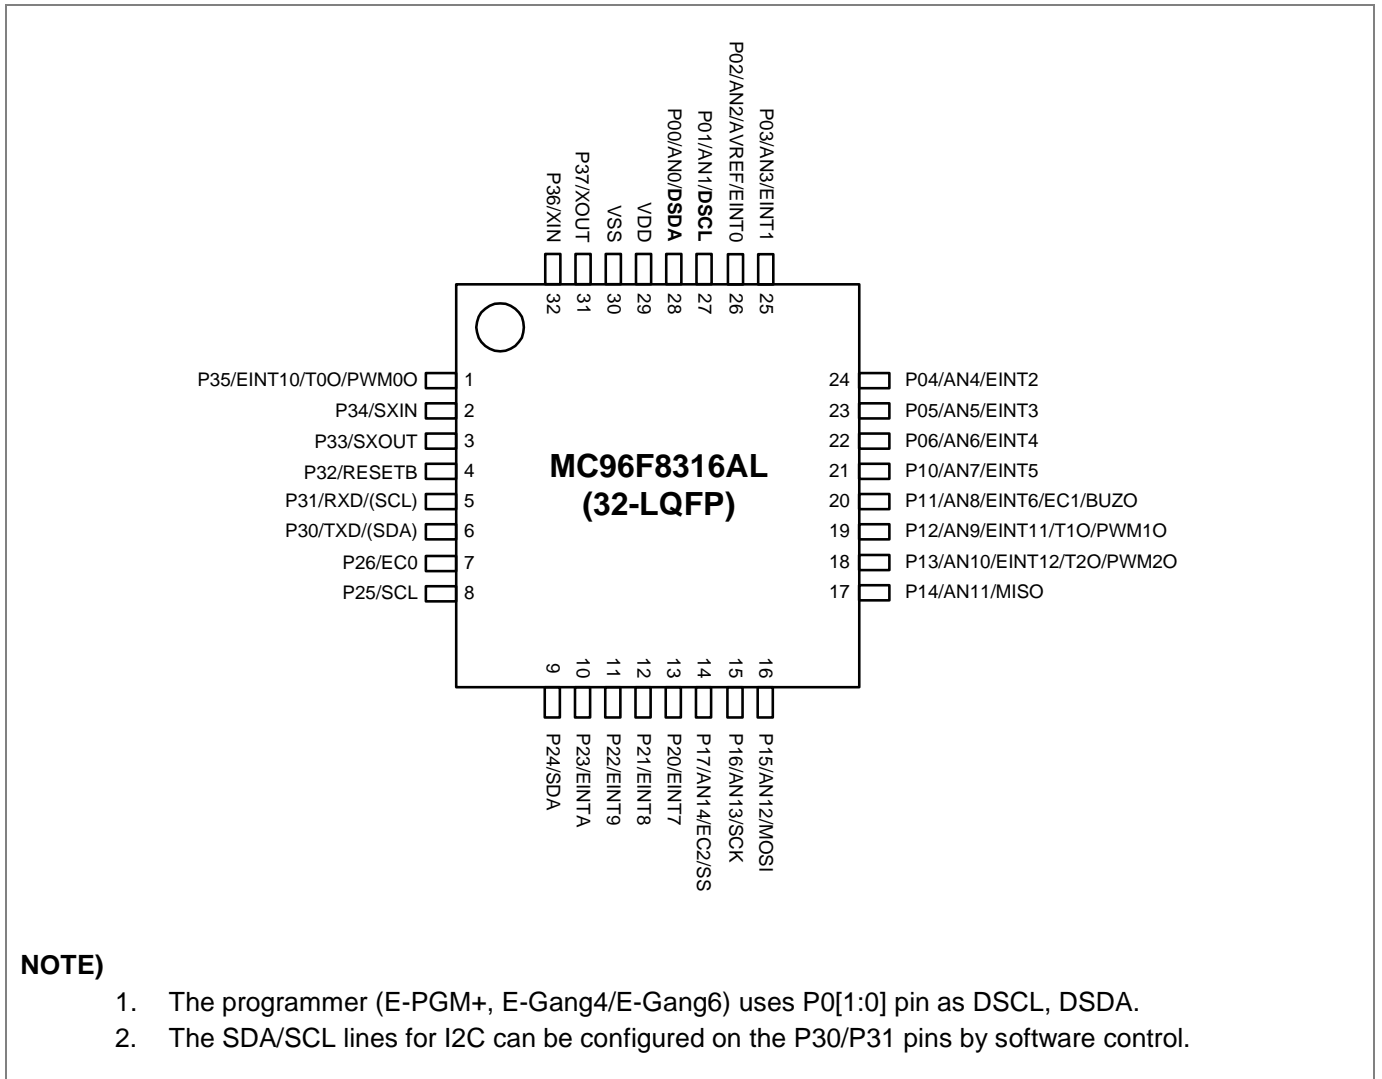 P36/XIN
P37/XOUT
VSS
VDD
P00/AN0/DSDA
P01/AN1/DSCL
P02/AN2/AVREF/EINT0
P03/AN3/EINT1
32 31 30 29 28 27 26 25
P35/EINT10/T0O/PWM0O 1
P34/SXIN 2
P33/SXOUT 3
P32/RESETB 4
P31/RXD/(SCL) 5
P30/TXD/(SDA) 6
P26/EC0 7
P25/SCL 8
MC96F8316AL
(32-LQFP)
24 P04/AN4/EINT2
23 P05/AN5/EINT3
22 P06/AN6/EINT4
21 P10/AN7/EINT5
20 P11/AN8/EINT6/EC1/BUZO
19 P12/AN9/EINT11/T1O/PWM1O
18 P13/AN10/EINT12/T2O/PWM2O
17 P14/AN11/MISO
9 10 11 12 13 14 15 16
P24/SDA
P23/EINTA
P22/EINT9
P21/EINT8
P20/EINT7
P17/AN14/EC2/SS
P16/AN13/SCK
P15/AN12/MOSI
NOTE)
1. The programmer (E-PGM+, E-Gang4/E-Gang6) uses P0[1:0] pin as DSCL, DSDA.
2. The SDA/SCL lines for I2C can be configured on the P30/P31 pins by software control.